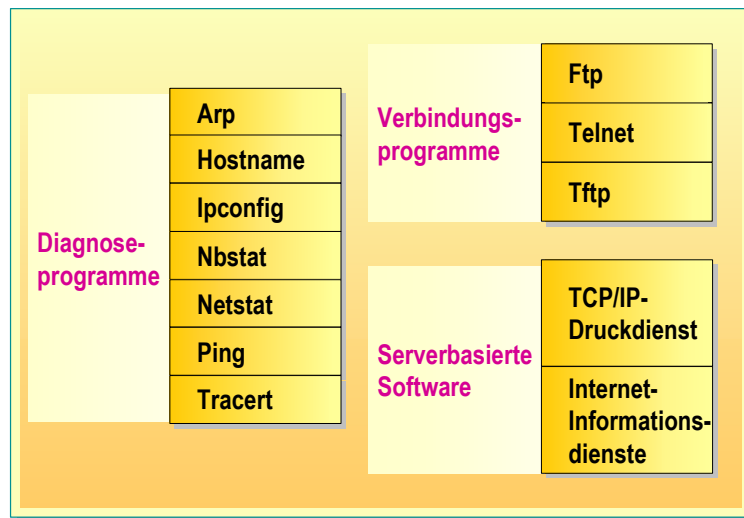 Diagnose-
programme
Arp
Hostname
Ipconfig
Nbstat
Netstat
Ping
Tracert
Verbindungs-
programme
Ftp
Telnet
Tftp
Serverbasierte
Software
TCP/IP-
Druckdienst
Internet-
Informations-
dienste